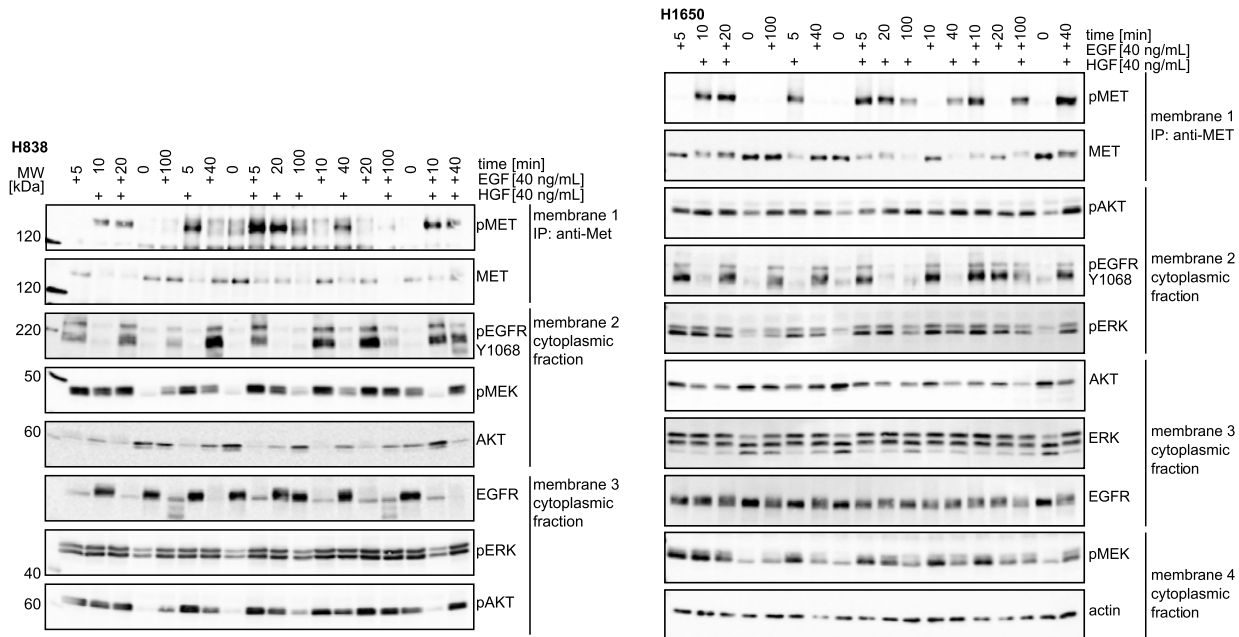 H838
MW
[kDa]
5 10 20 0 100 5 40 0 5 20 100 10 40 20 100 0 10 40 time [min]
+ + + + + + + + + + EGF[40 ng/mL]
+ + + + + + + + + + HGF[40 ng/mL]
120
pMET
membrane 1
IP: anti-Met
120
MET
220
pEGFR
Y1068
membrane 2
cytoplasmic
fraction
50
pMEK
60
AKT
EGFR
membrane 3
cytoplasmic
fraction
40
pERK
60
pAKT
H1650
5 10 20 0 100 5 40 0 5 20 100 10 40 10 20 100 0 40 time [min]
+ + + + + + + + + + EGF[40 ng/mL]
+ + + + + + + + + + HGF[40 ng/mL]
pMET
membrane 1
IP: anti-MET
MET
pAKT
pEGFR
Y1068
membrane 2
cytoplasmic
fraction
pERK
AKT
ERK
membrane 3
cytoplasmic
fraction
EGFR
pMEK
membrane 4
cytoplasmic
fraction
actin